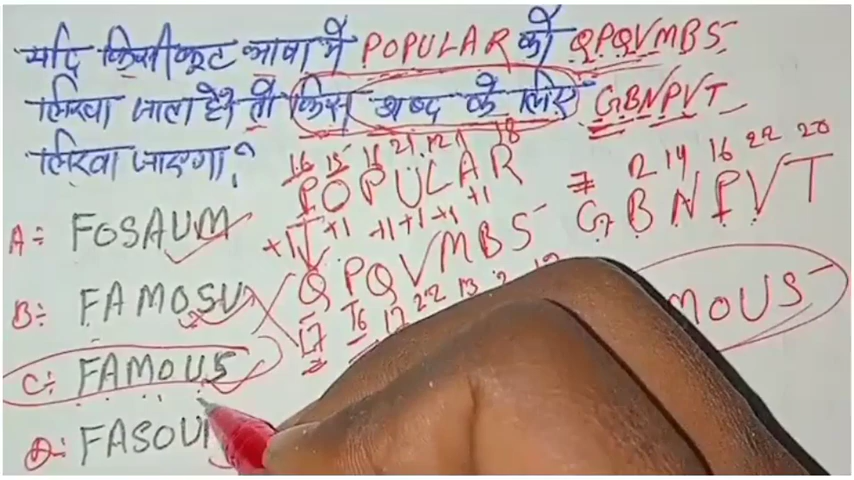 यदि किसी कूट भाषा में POPULAR को QPQVMBS
लिखा जाता है? तो किस शब्द के लिए GBNPVT
लिखा जाएगा?
16 15 16 21 12 1 18
POPULAR
+1 +1 +1 +1 +1 +1
QPQVMBS
17 16 17 22 13 2 19
7 2 14 16 22 20
GBNPVT
MOUS
A:- FOSAUM
B:- FAMOSU
C:- FAMOUS
D:- FASOU